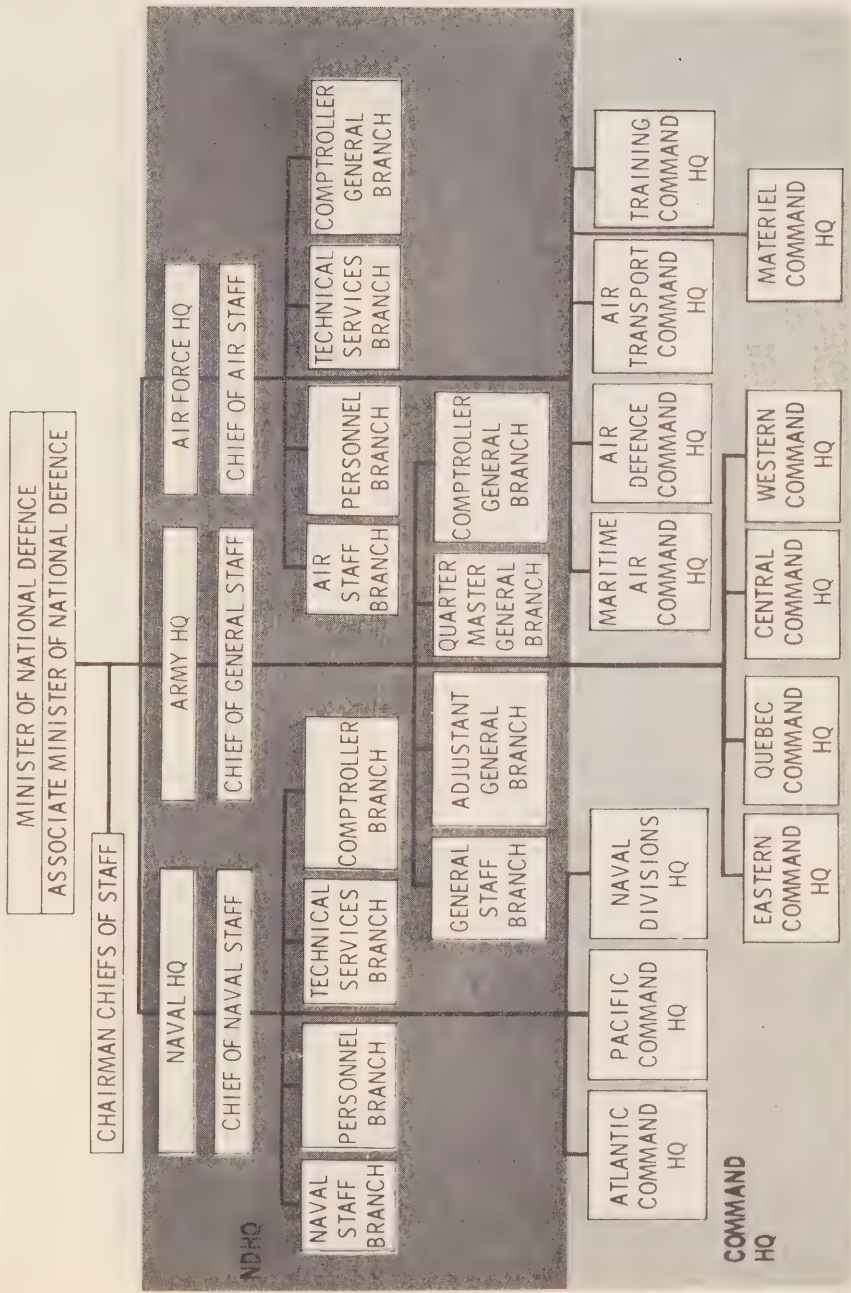 MINISTER OF NATIONAL DEFENCE
ASSOCIATE MINISTER OF NATIONAL DEFENCE
CHAIRMAN CHIEFS OF STAFF
NDHQ
NAVAL HQ
CHIEF OF NAVAL STAFF
ARMY HQ
CHIEF OF GENERAL STAFF
AIR FORCE HQ
CHIEF OF AIR STAFF
NAVAL
STAFF
BRANCH
PERSONNEL
BRANCH
TECHNICAL
SERVICES
BRANCH
COMPTROLLER
BRANCH
AIR
STAFF
BRANCH
PERSONNEL
BRANCH
TECHNICAL
SERVICES
BRANCH
COMPTROLLER
GENERAL
BRANCH
GENERAL
STAFF
BRANCH
ADJUSTANT
GENERAL
BRANCH
QUARTER
MASTER
GENERAL
BRANCH
COMPTROLLER
GENERAL
BRANCH
COMMAND
HQ
ATLANTIC
COMMAND
HQ
PACIFIC
COMMAND
HQ
NAVAL
DIVISIONS
HQ
MARITIME
AIR
COMMAND
HQ
AIR
DEFENCE
COMMAND
HQ
AIR
TRANSPORT
COMMAND
HQ
TRAINING
COMMAND
HQ
EASTERN
COMMAND
HQ
QUEBEC
COMMAND
HQ
CENTRAL
COMMAND
HQ
WESTERN
COMMAND
HQ
MATERIEL
COMMAND
HQ